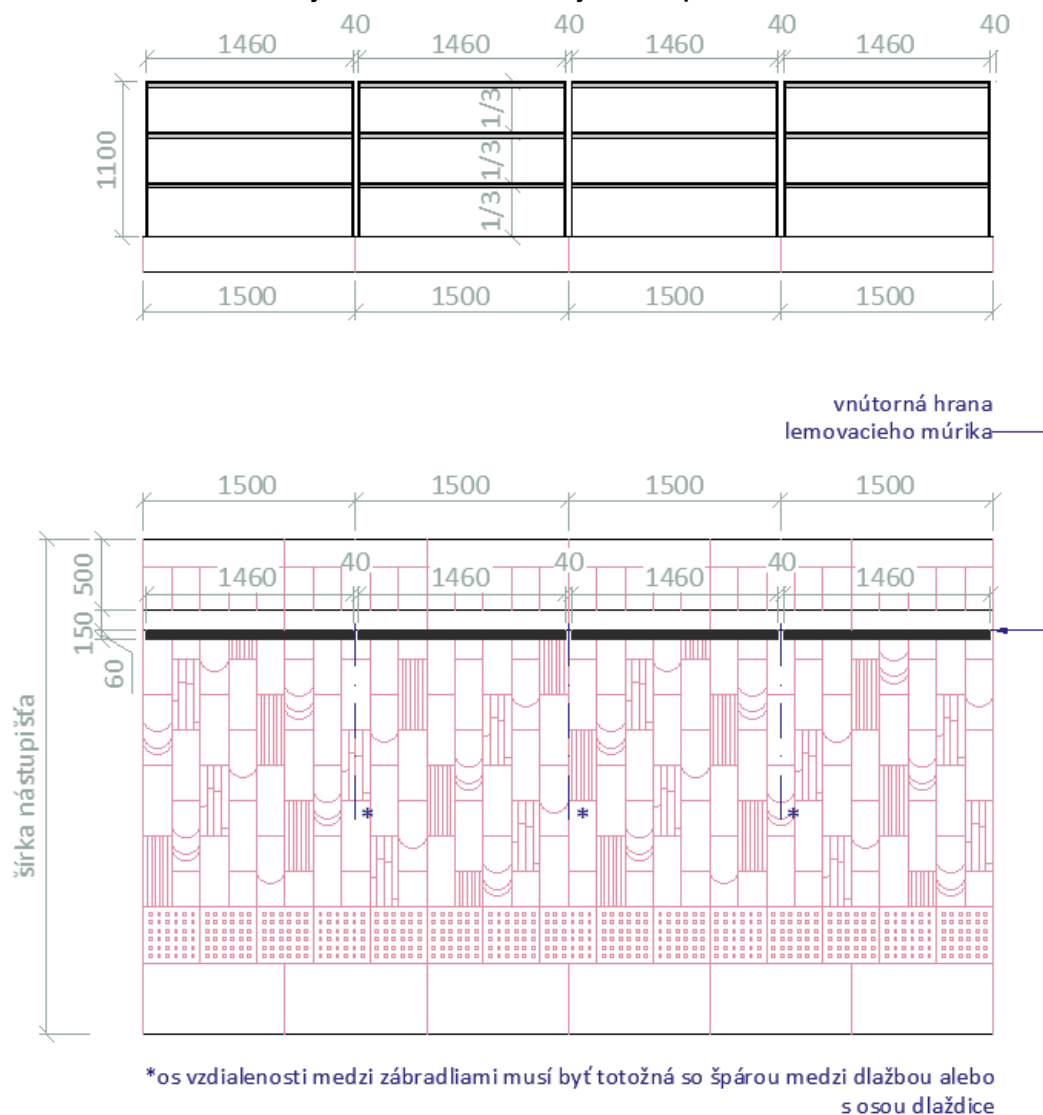 40 40 40 40
1460 1460 1460 1460
1100
1/3
1/3
1/3
1500 1500 1500 1500
vnútorná hrana
lemovacieho múrika
1500 1500 1500 1500
40 40 40
1460 1460 1460 1460
500
150
60
šírka nástupišťa
* * *
*os vzdialenosti medzi zábradliami musí byť totožná so špárou medzi dlažbou alebo
s osou dlaždice